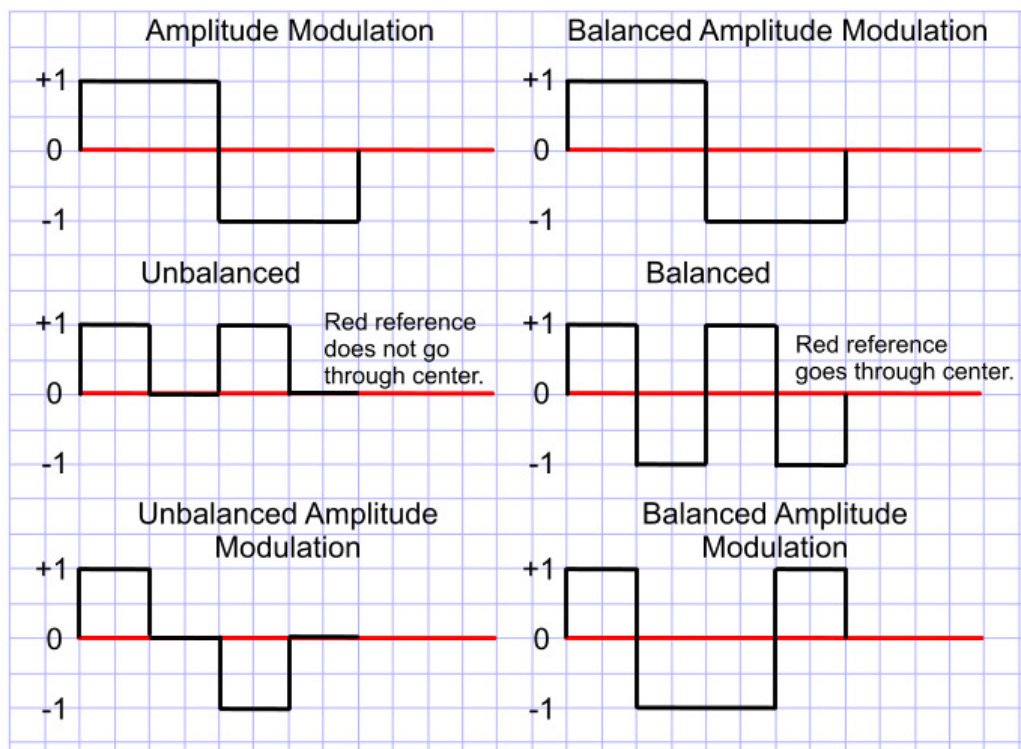 Amplitude Modulation
+1
0
-1
Unbalanced
+1
Red reference
does not go
through center.
0
-1
Unbalanced Amplitude
Modulation
+1
0
-1
Balanced Amplitude Modulation
+1
0
-1
Balanced
+1
Red reference
goes through center.
0
-1
Balanced Amplitude
Modulation
+1
0
-1